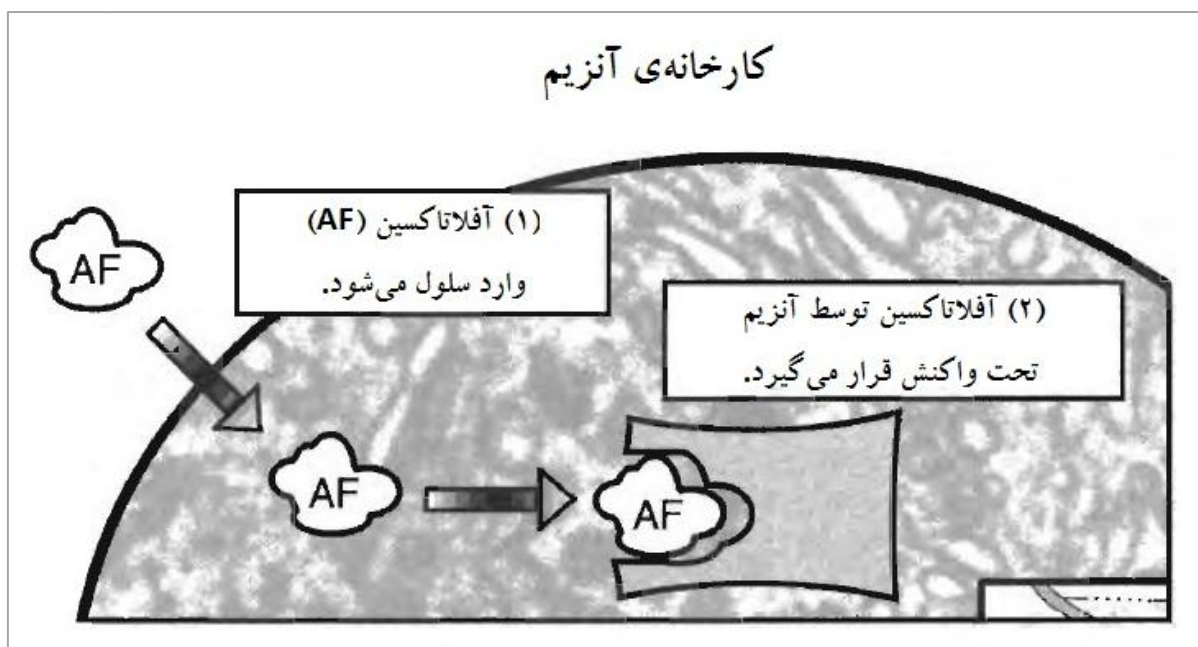 کارخانه‌ی آنزیم
(۱) آفلاتاکسین (AF)
وارد سلول می‌شود.
AF
(۲) آفلاتاکسین توسط آنزیم
تحت واکنش قرار می‌گیرد.
AF
AF